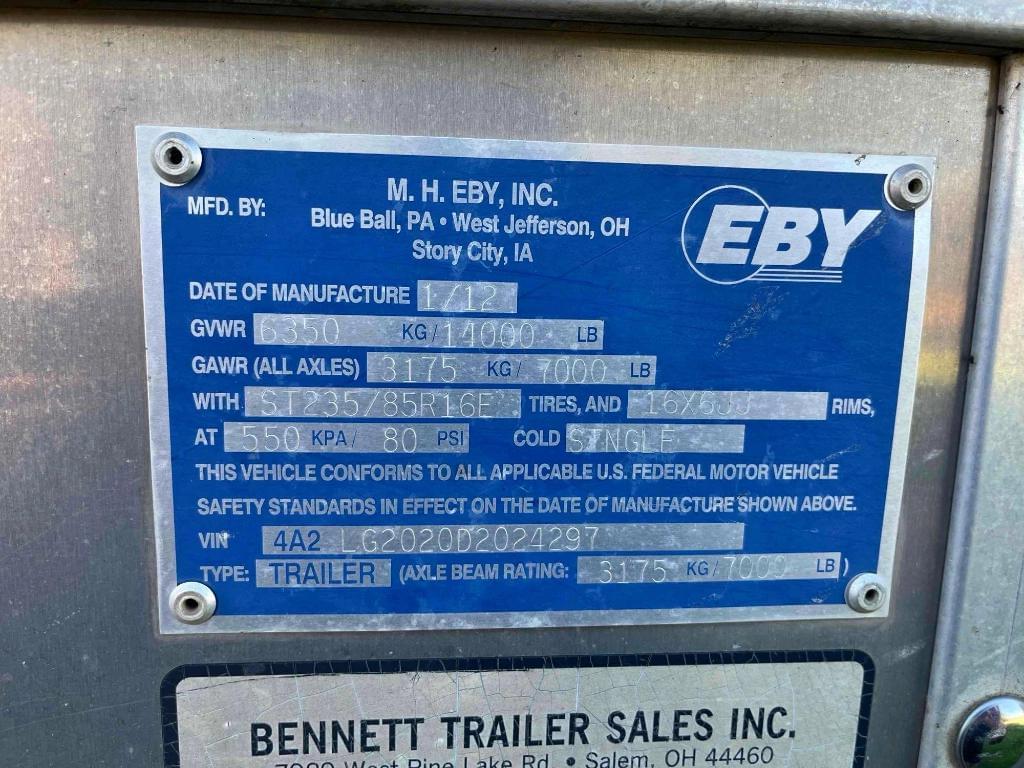 MFD. BY: M. H. EBY, INC.
Blue Ball, PA • West Jefferson, OH
Story City, IA
EBY
DATE OF MANUFACTURE 1/12
GVWR 6350 KG/14000 LB
GAWR (ALL AXLES) 3175 KG/ 7000 LB
WITH ST235/85R16E TIRES, AND 16X6JJ RIMS,
AT 550 KPA/ 80 PSI COLD SINGLE
THIS VEHICLE CONFORMS TO ALL APPLICABLE U.S. FEDERAL MOTOR VEHICLE
SAFETY STANDARDS IN EFFECT ON THE DATE OF MANUFACTURE SHOWN ABOVE.
VIN 4A2 LG2020D2024297
TYPE: TRAILER (AXLE BEAM RATING: 3175 KG/7000 LB)
BENNETT TRAILER SALES INC.
West Pine Lake Rd. • Salem, OH 44460